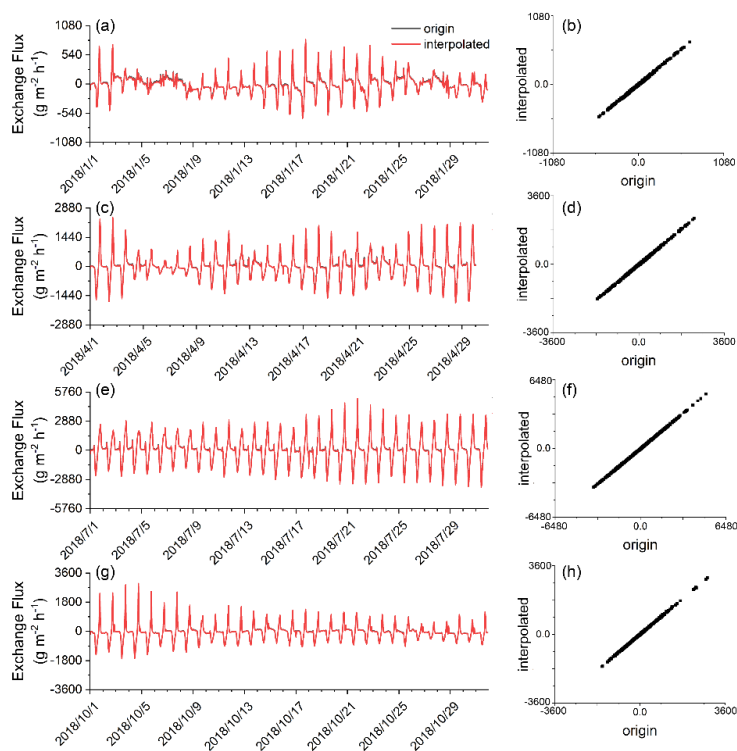 (a)
origin
interpolated
Exchange Flux
(g m⁻² h⁻¹)
1080
540
0
-540
-1080
2018/1/1
2018/1/5
2018/1/9
2018/1/13
2018/1/17
2018/1/21
2018/1/25
2018/1/29
(b)
interpolated
1080
0.0
-1080
-1080
0.0
1080
origin
(c)
Exchange Flux
(g m⁻² h⁻¹)
2880
1440
0
-1440
-2880
2018/4/1
2018/4/5
2018/4/9
2018/4/13
2018/4/17
2018/4/21
2018/4/25
2018/4/29
(d)
interpolated
3600
0.0
-3600
-3600
0.0
3600
origin
(e)
Exchange Flux
(g m⁻² h⁻¹)
5760
2880
0
-2880
-5760
2018/7/1
2018/7/5
2018/7/9
2018/7/13
2018/7/17
2018/7/21
2018/7/25
2018/7/29
(f)
interpolated
6480
0.0
-6480
-6480
0.0
6480
origin
(g)
Exchange Flux
(g m⁻² h⁻¹)
3600
1800
0
-1800
-3600
2018/10/1
2018/10/5
2018/10/9
2018/10/13
2018/10/17
2018/10/21
2018/10/25
2018/10/29
(h)
interpolated
3600
0.0
-3600
-3600
0.0
3600
origin